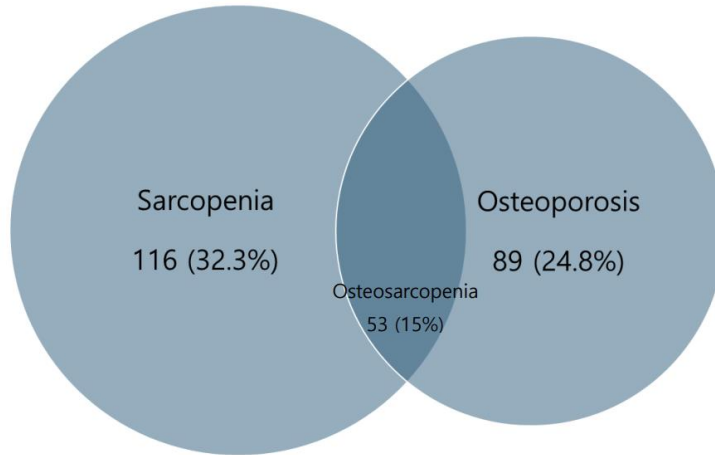 Sarcopenia
116 (32.3%)
Osteoporosis
89 (24.8%)
Osteosarcopenia
53 (15%)